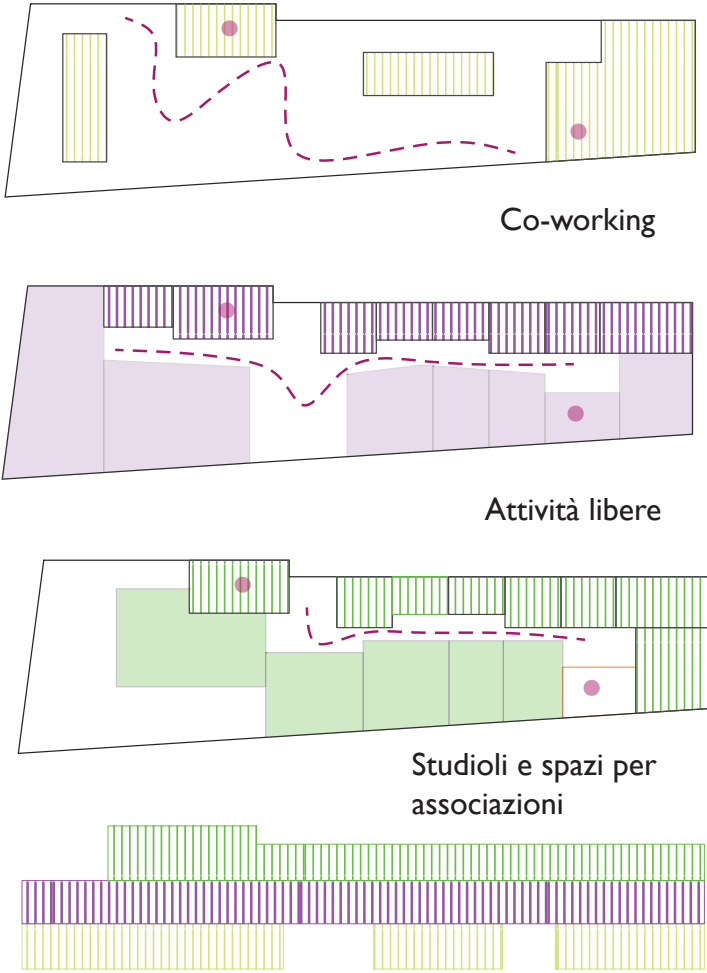 Co-working
Attività libere
Studioli e spazi per
associazioni